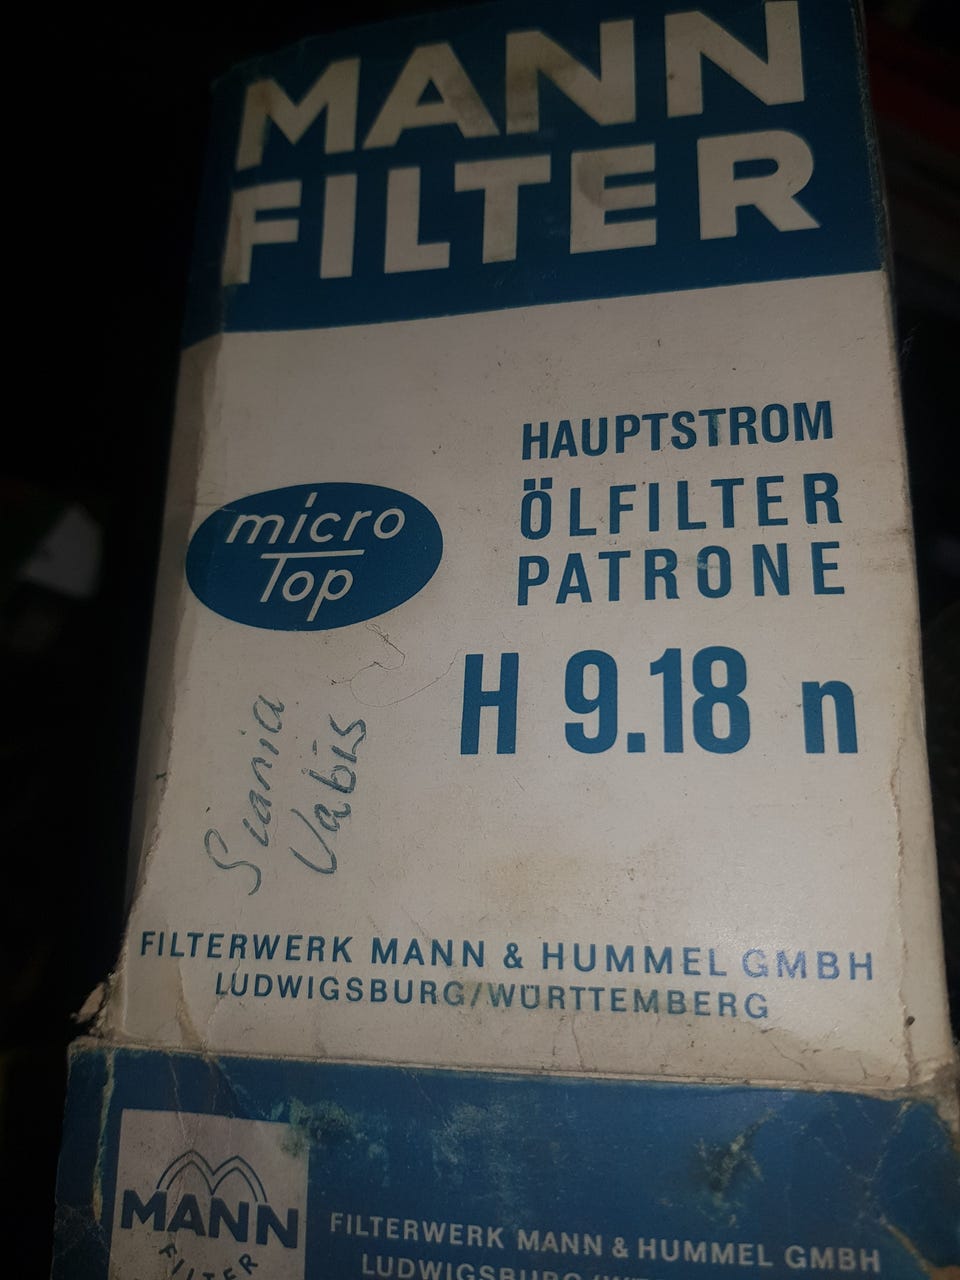 MANN
FILTER
HAUPTSTROM
ÖLFILTER
PATRONE
micro
Top
H 9.18 n
Scania
Vabis
FILTERWERK MANN & HUMMEL GMBH
LUDWIGSBURG/WÜRTTEMBERG
MANN
FILTER
FILTERWERK MANN & HUMMEL GMBH